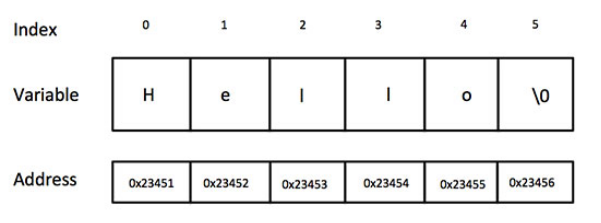 Index 0 1 2 3 4 5
Variable H e l l o \0
Address 0x23451 0x23452 0x23453 0x23454 0x23455 0x23456